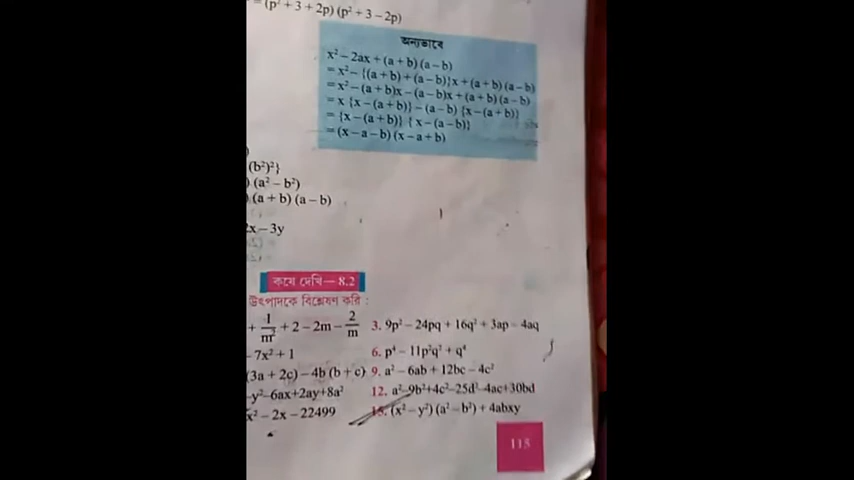 = (p² + 3 + 2p) (p² + 3 – 2p)
অন্যভাবে
x² – 2ax + (a + b) (a – b)
= x² – {(a + b) + (a – b)}x + (a + b) (a – b)
= x² – (a + b)x – (a – b)x + (a + b) (a – b)
= x {x – (a + b)} – (a – b) {x – (a + b)}
= {x – (a + b)} {x – (a – b)}
= (x – a – b) (x – a + b)
(b²)²}
) (a² – b²)
) (a + b) (a – b)
2x – 3y
কষে দেখি — 8.2
উৎপাদকে বিশ্লেষণ করি :
+ 1/m² + 2 – 2m – 2/m 3. 9p² – 24pq + 16q² + 3ap – 4aq
– 7x² + 1 6. p⁴ – 11p²q² + q⁴
(3a + 2c) – 4b (b + c) 9. a² – 6ab + 12bc – 4c²
–y²–6ax+2ay+8a² 12. a²–9b²+4c²–25d²–4ac+30bd
x² – 2x – 22499 15. (x² – y²) (a² – b²) + 4abxy
115